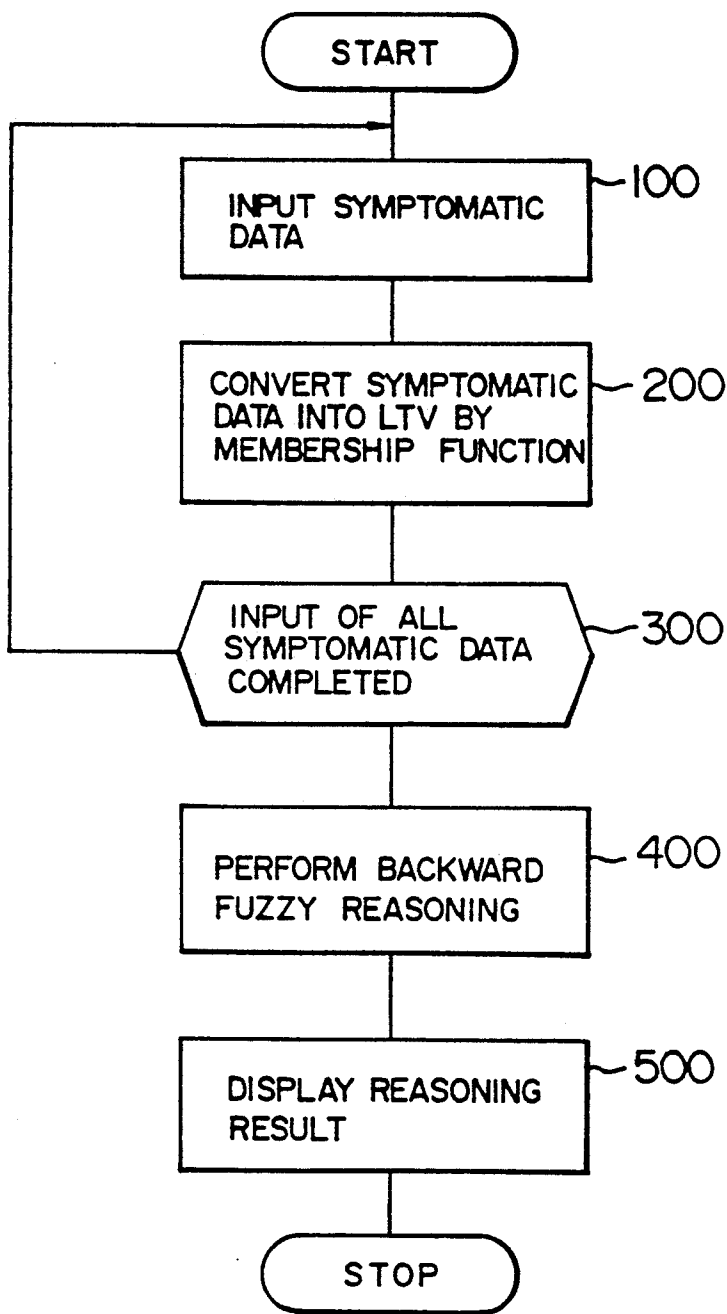 START
INPUT SYMPTOMATIC
DATA
100
CONVERT SYMPTOMATIC
DATA INTO LTV BY
MEMBERSHIP FUNCTION
200
INPUT OF ALL
SYMPTOMATIC DATA
COMPLETED
300
PERFORM BACKWARD
FUZZY REASONING
400
DISPLAY REASONING
RESULT
500
STOP